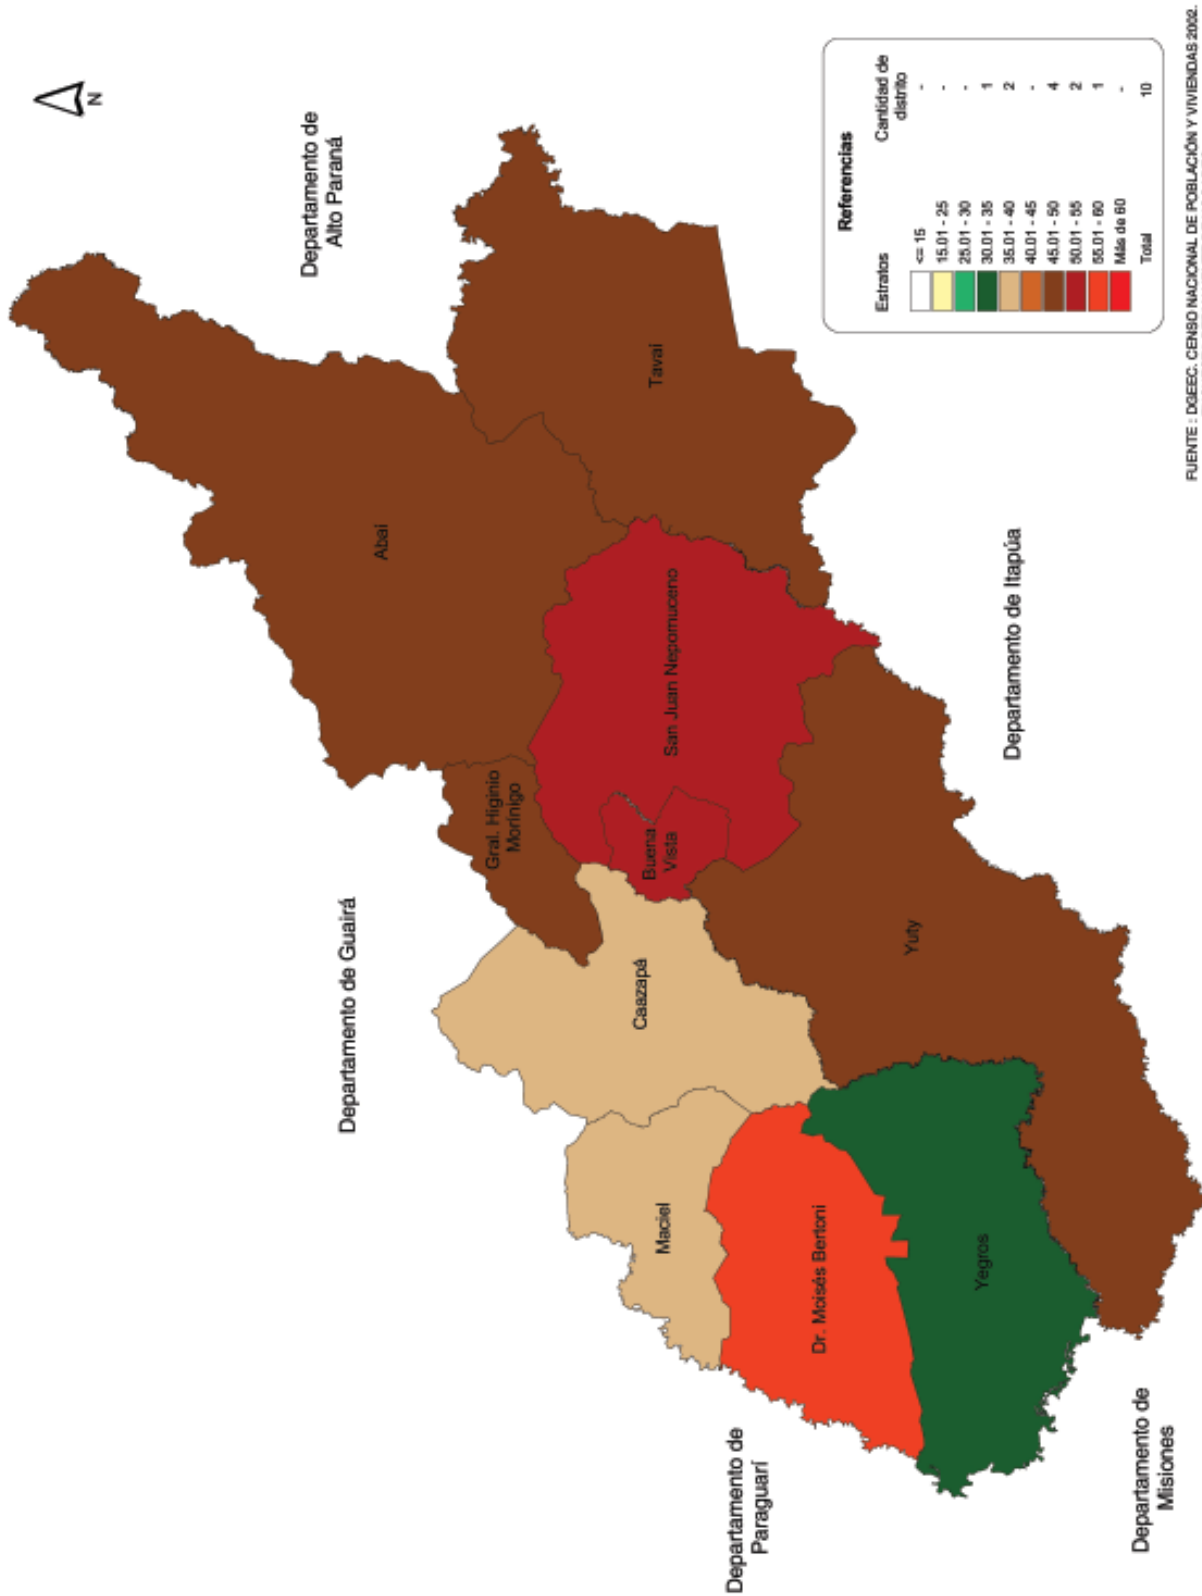 N
Departamento de
Alto Paraná
Departamento de Guairá
Abai
Tavai
Gral. Higinio
Morinigo
San Juan Nepomuceno
Buena
Vista
Caazapá
Maciel
Yuty
Dr. Moisés Bertoni
Yegros
Departamento de Itapúa
Departamento de
Paraguarí
Departamento de
Misiones
Referencias
Estratos Cantidad de
distrito
<= 15 -
15.01 - 25 -
25.01 - 30 -
30.01 - 35 1
35.01 - 40 2
40.01 - 45 -
45.01 - 50 4
50.01 - 55 2
55.01 - 60 1
Más de 60 -
Total 10
FUENTE : DGEEC. CENSO NACIONAL DE POBLACIÓN Y VIVIENDAS 2002.